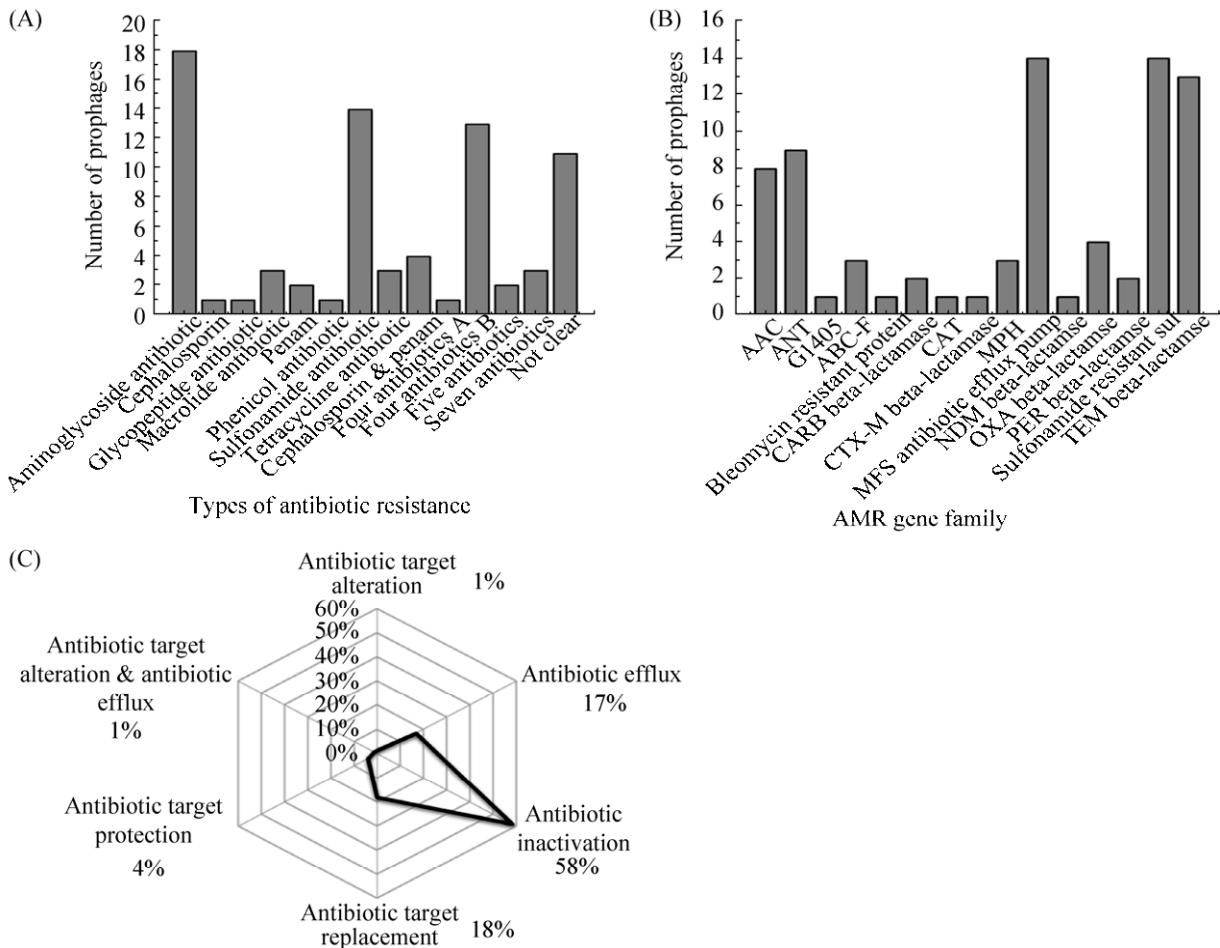 (A)
20
18
16
14
12
10
8
6
4
2
0
Number of prophages
Aminoglycoside antibiotic
Cephalosporin
Glycopeptide antibiotic
Macrolide antibiotic
Penam
Phenicol antibiotic
Sulfonamide antibiotic
Tetracycline antibiotic
Cephalosporin & penam
Four antibiotics A
Four antibiotics B
Five antibiotics
Seven antibiotics
Not clear
Types of antibiotic resistance
(B)
16
14
12
10
8
6
4
2
0
Number of prophages
AAC
ANT
G1405
ABC-F
Bleomycin resistant protein
CARB beta-lactamase
CAT
CTX-M beta-lactamase
MPH
MFS antibiotic efflux pump
NDM beta-lactamse
OXA beta-lactamse
PER beta-lactamse
Sulfonamide resistant sul
TEM beta-lactamse
AMR gene family
(C)
Antibiotic target
alteration
1%
60%
50%
40%
30%
20%
10%
0%
Antibiotic efflux
17%
Antibiotic
inactivation
58%
Antibiotic target
replacement
18%
Antibiotic target
protection
4%
Antibiotic target
alteration & antibiotic
efflux
1%